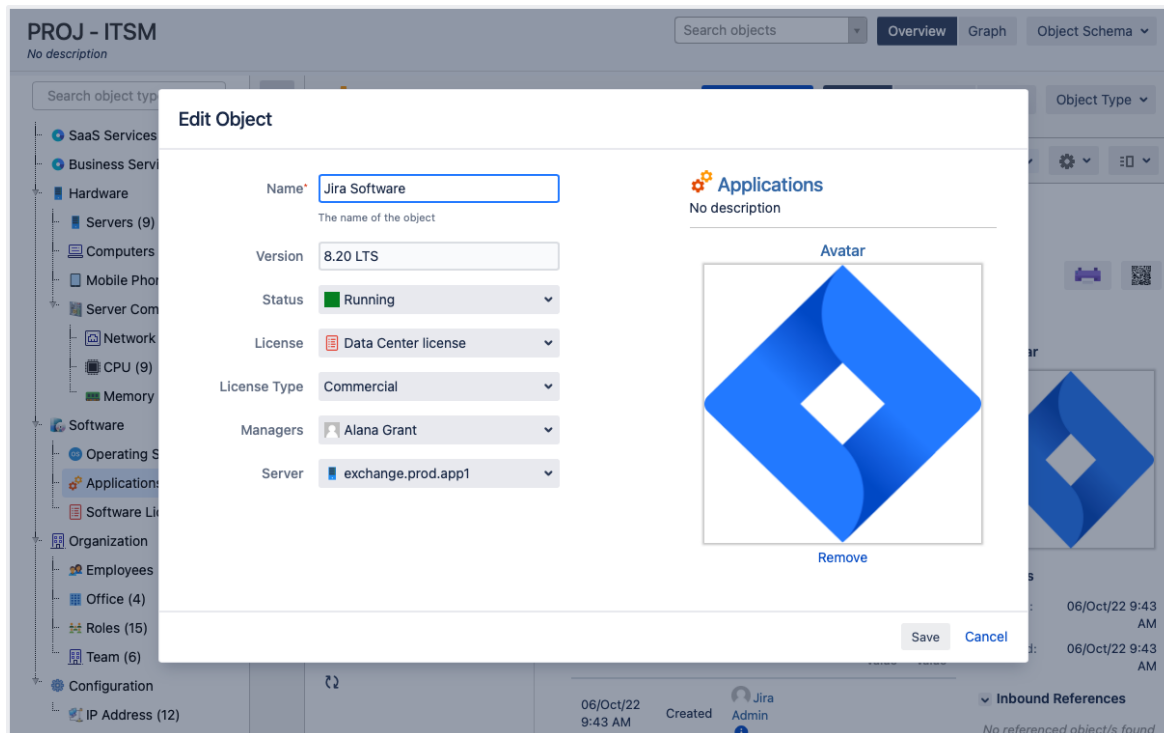 PROJ - ITSM
No description
Search objects
Overview
Graph
Object Schema
Search object typ
Object Type
SaaS Services
Business Servi
Hardware
Servers (9)
Computers
Mobile Phon
Server Com
Network
CPU (9)
Memory
Software
Operating S
Applications
Software Lic
Organization
Employees
Office (4)
Roles (15)
Team (6)
Configuration
IP Address (12)
Edit Object
Name*
Jira Software
The name of the object
Version
8.20 LTS
Status
Running
License
Data Center license
License Type
Commercial
Managers
Alana Grant
Server
exchange.prod.app1
Applications
No description
Avatar
Remove
Save
Cancel
ar
s
06/Oct/22 9:43
AM
d:
06/Oct/22 9:43
AM
06/Oct/22
9:43 AM
Created
Jira
Admin
Inbound References
No referenced object/s found